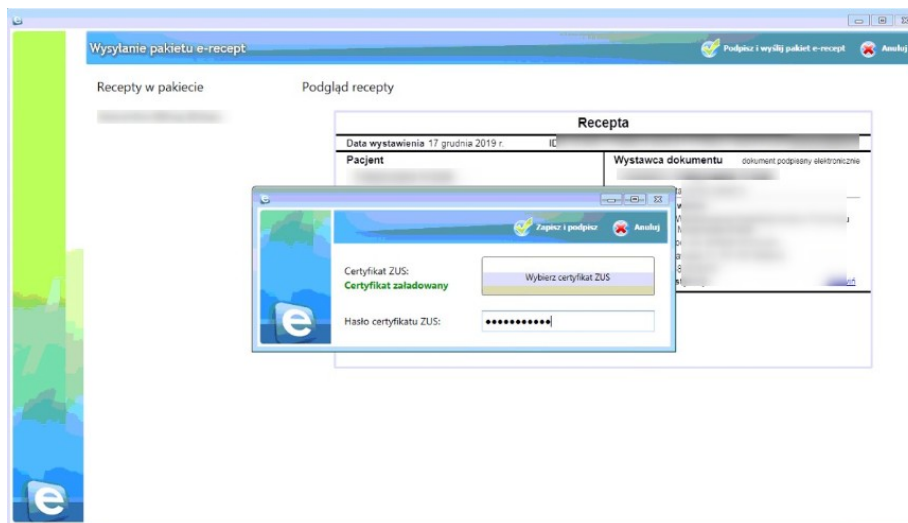 Wysyłanie pakietu e-recept
Podpisz i wyślij pakiet e-recept
Anuluj
Recepty w pakiecie
Podgląd recepty
Recepta
Data wystawienia 17 grudnia 2019 r.
Pacjent
Wystawca dokumentu dokument podpisany elektronicznie
Zapisz i podpisz
Anuluj
Certyfikat ZUS:
Certyfikat załadowany
Wybierz certyfikat ZUS
Hasło certyfikatu ZUS:
e
e